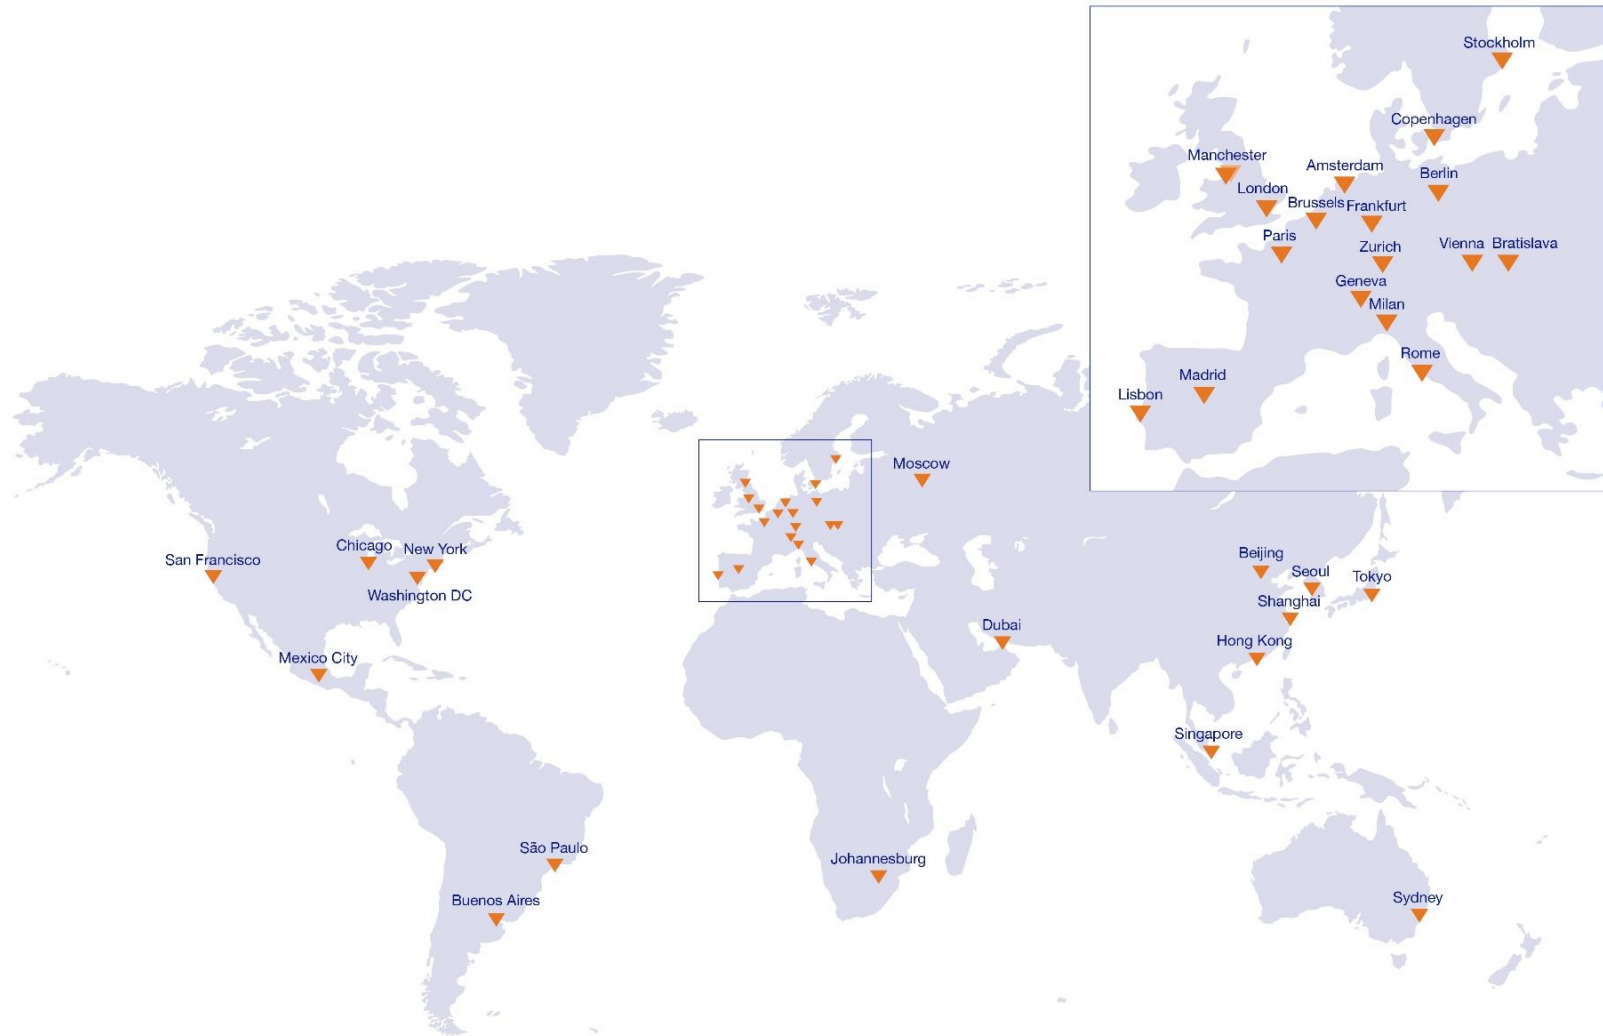 Stockholm
Copenhagen
Manchester
Amsterdam
Berlin
London
Brussels
Frankfurt
Paris
Zurich
Vienna
Bratislava
Geneva
Milan
Rome
Madrid
Lisbon
Moscow
San Francisco
Chicago
New York
Washington DC
Mexico City
Beijing
Seoul
Tokyo
Shanghai
Dubai
Hong Kong
Singapore
São Paulo
Johannesburg
Buenos Aires
Sydney